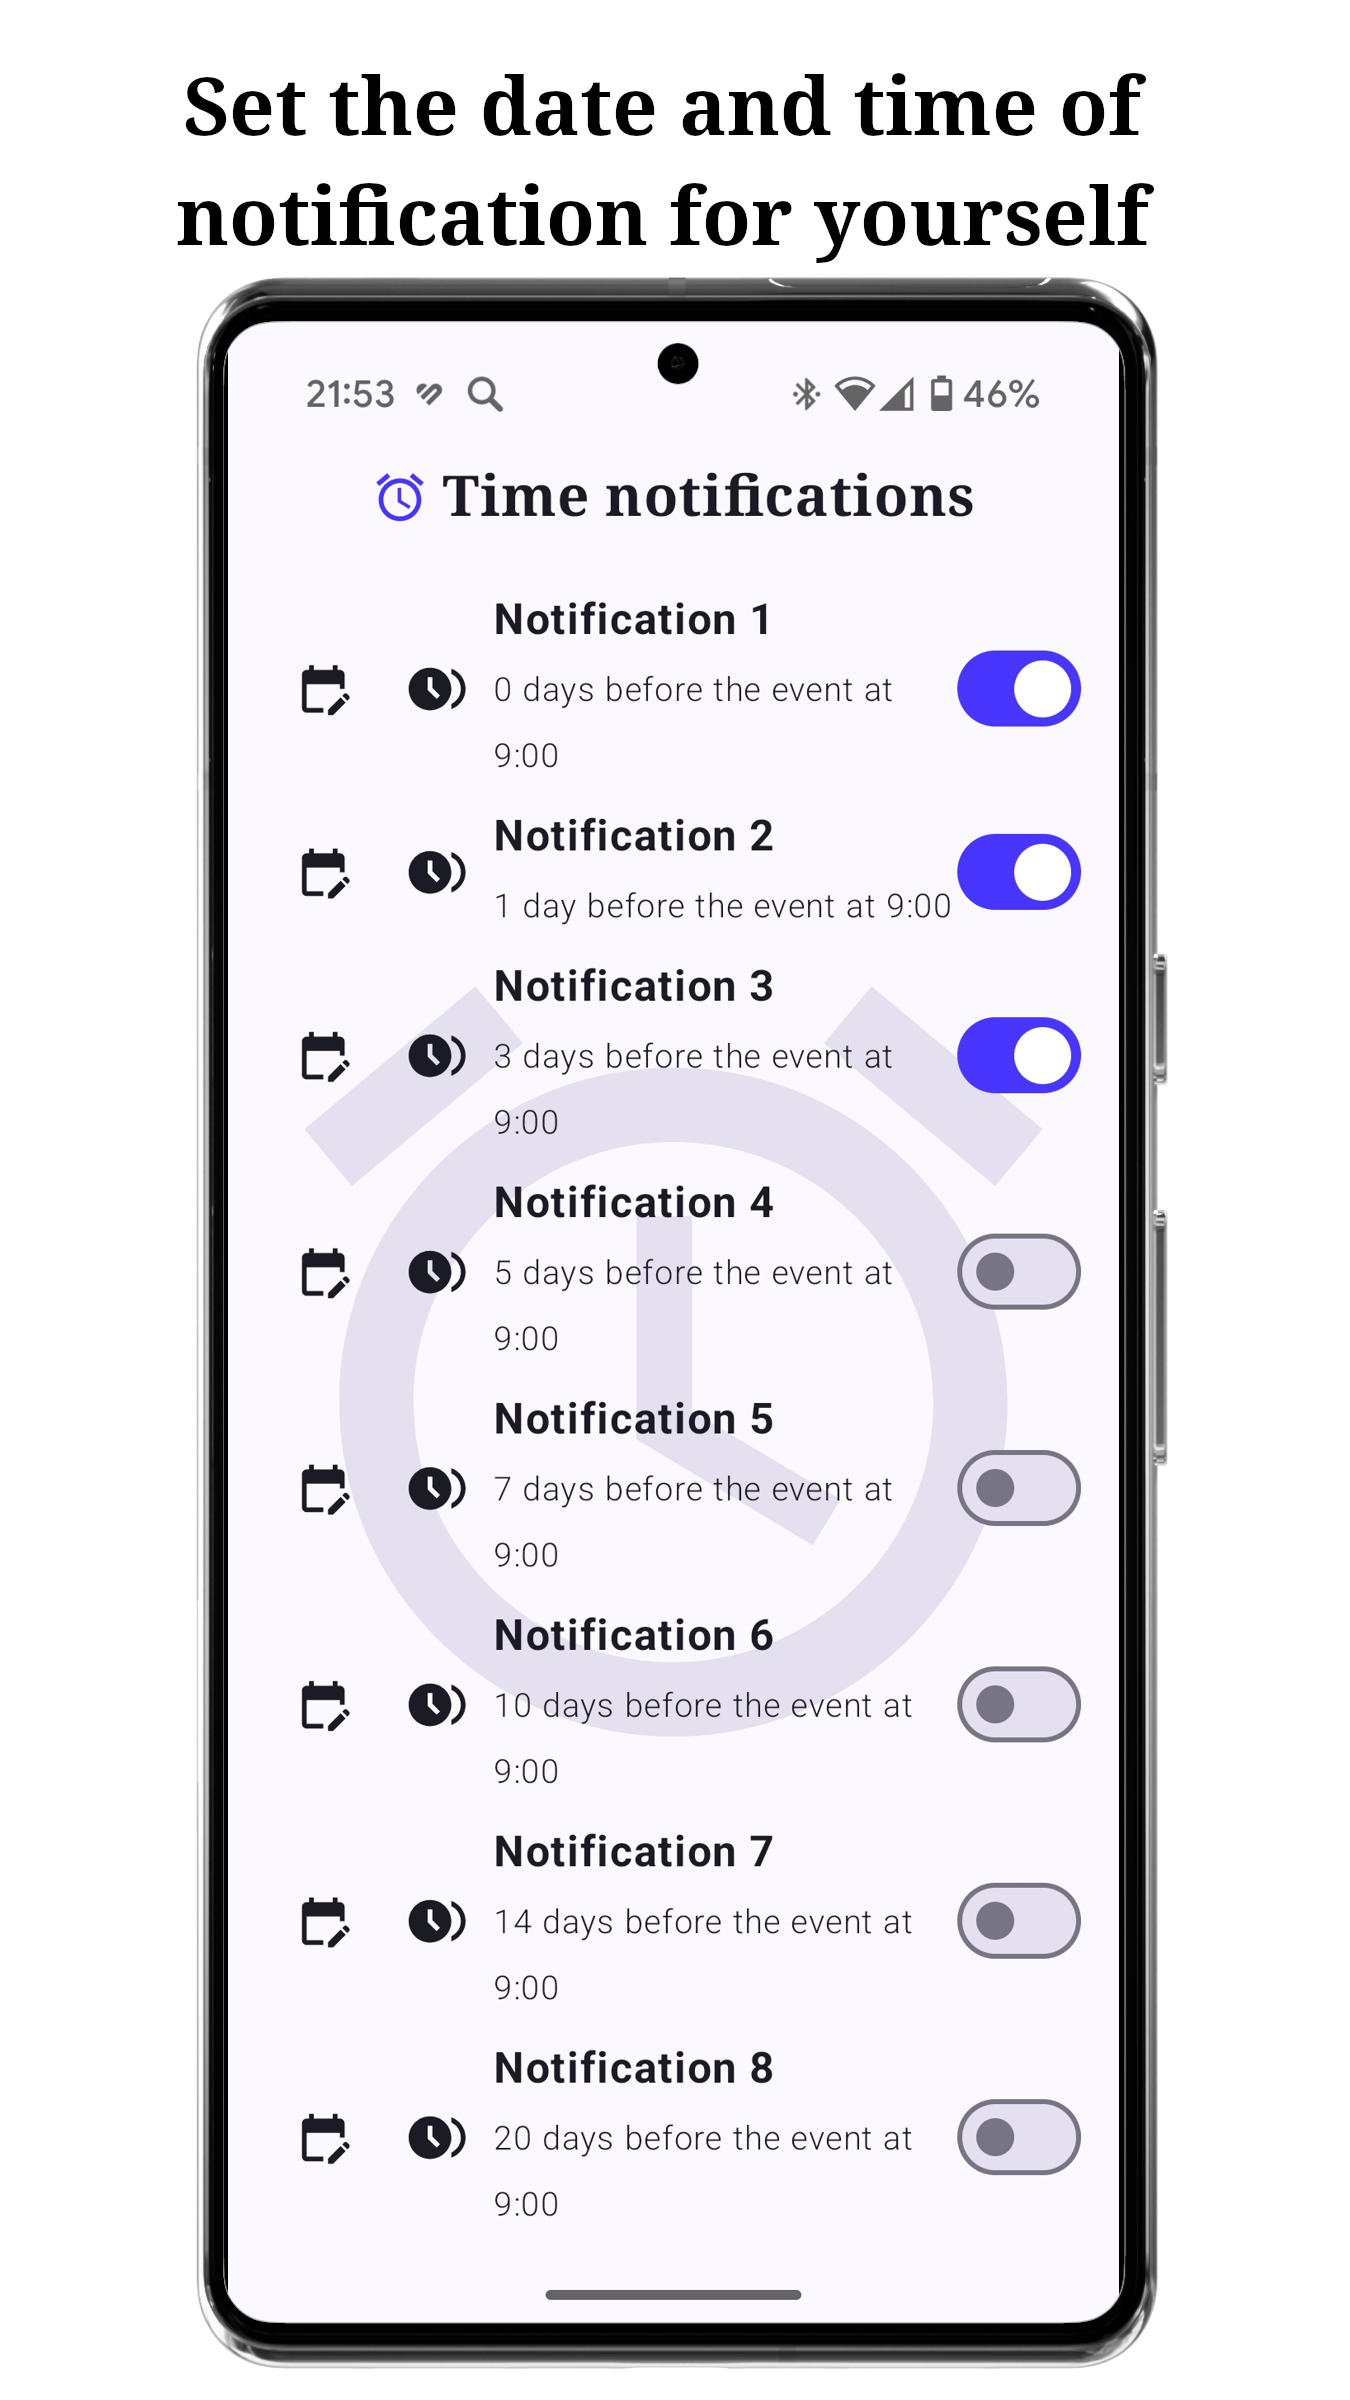 Set the date and time of
notification for yourself
21:53
46%
Time notifications
Notification 1
0 days before the event at
9:00
Notification 2
1 day before the event at 9:00
Notification 3
3 days before the event at
9:00
Notification 4
5 days before the event at
9:00
Notification 5
7 days before the event at
9:00
Notification 6
10 days before the event at
9:00
Notification 7
14 days before the event at
9:00
Notification 8
20 days before the event at
9:00